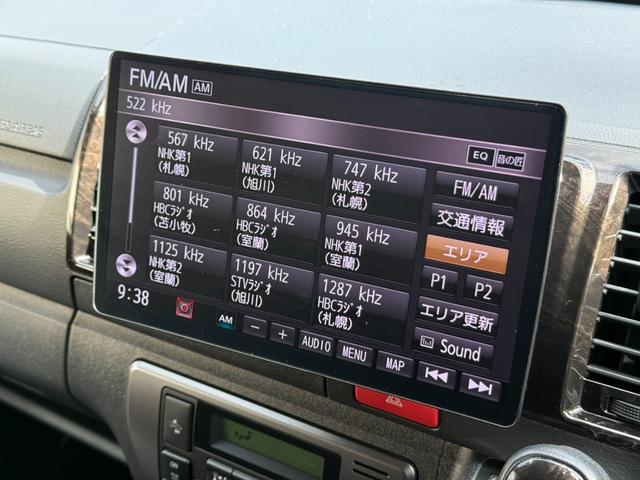 FM/AM AM
522 kHz
EQ 音の匠
567 kHz
NHK第1
(札幌)
621 kHz
NHK第1
(旭川)
747 kHz
NHK第2
(札幌)
801 kHz
HBCラジオ
(苫小牧)
864 kHz
HBCラジオ
(室蘭)
945 kHz
NHK第1
(室蘭)
1125 kHz
NHK第2
(室蘭)
1197 kHz
STVラジオ
(旭川)
1287 kHz
HBCラジオ
(札幌)
FM/AM
交通情報
エリア
P1 P2
エリア更新
Sound
9:38
AM − + AUDIO MENU MAP